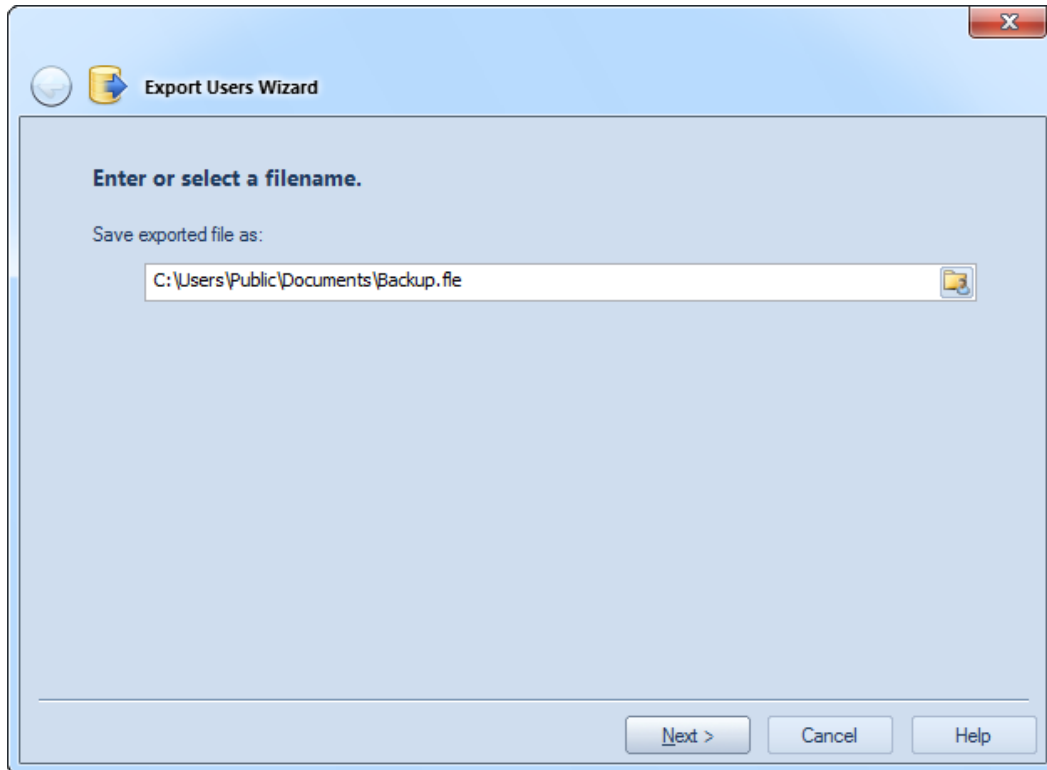 Export Users Wizard
Enter or select a filename.
Save exported file as:
C:\Users\Public\Documents\Backup.fle
Next >
Cancel
Help